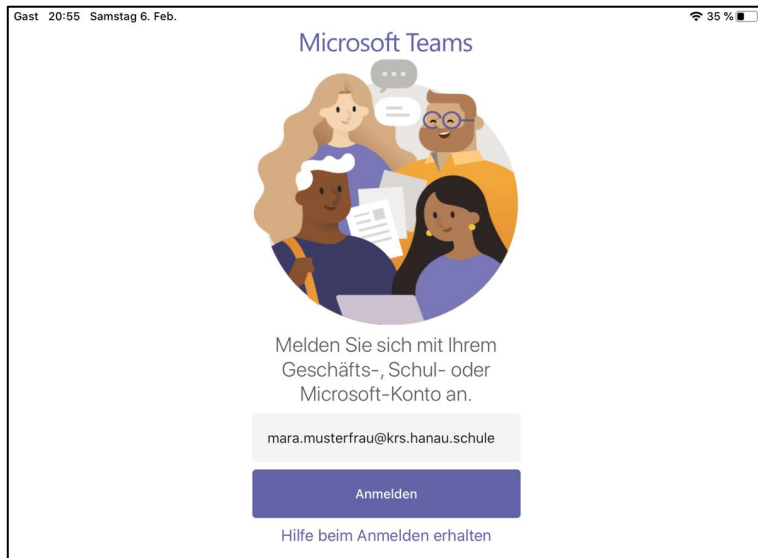 Gast 20:55 Samstag 6. Feb. 35 %
Microsoft Teams
Melden Sie sich mit Ihrem
Geschäfts-, Schul- oder
Microsoft-Konto an.
mara.musterfrau@krs.hanau.schule
Anmelden
Hilfe beim Anmelden erhalten